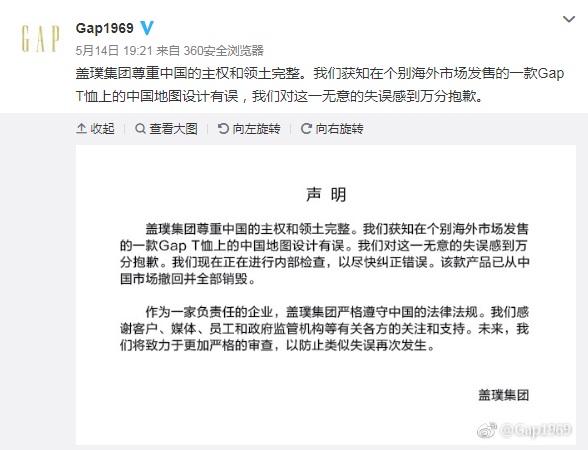 GAP
Gap1969
5月14日 19:21 来自 360安全浏览器
盖璞集团尊重中国的主权和领土完整。我们获知在个别海外市场发售的一款Gap
T恤上的中国地图设计有误，我们对这一无意的失误感到万分抱歉。
收起 查看大图 向左旋转 向右旋转
声 明
盖璞集团尊重中国的主权和领土完整。我们获知在个别海外市场发售
的一款Gap T恤上的中国地图设计有误。我们对这一无意的失误感到万
分抱歉。我们现在正在进行内部检查，以尽快纠正错误。该款产品已从中
国市场撤回并全部销毁。
作为一家负责任的企业，盖璞集团严格遵守中国的法律法规。我们感
谢客户、媒体、员工和政府监管机构等有关各方的关注和支持。未来，我
们将致力于更加严格的审查，以防止类似失误再次发生。
盖璞集团
@Gap1969